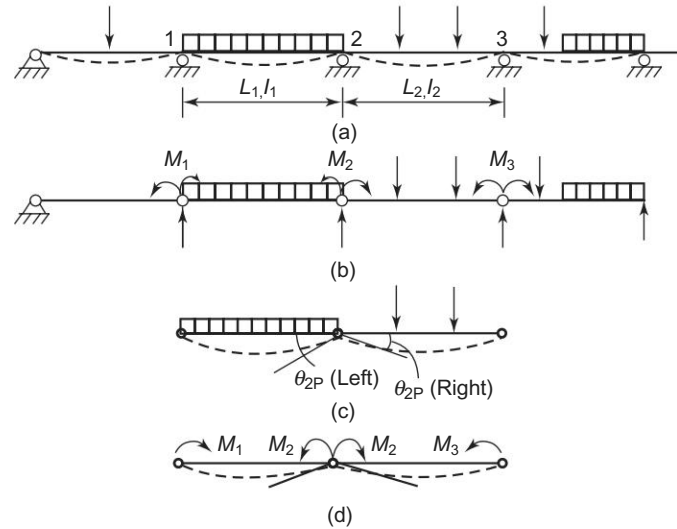 1 2 3
L1,I1 L2,I2
(a)
M1 M2 M3
(b)
θ2P (Left)
θ2P (Right)
(c)
M1 M2 M2 M3
(d)